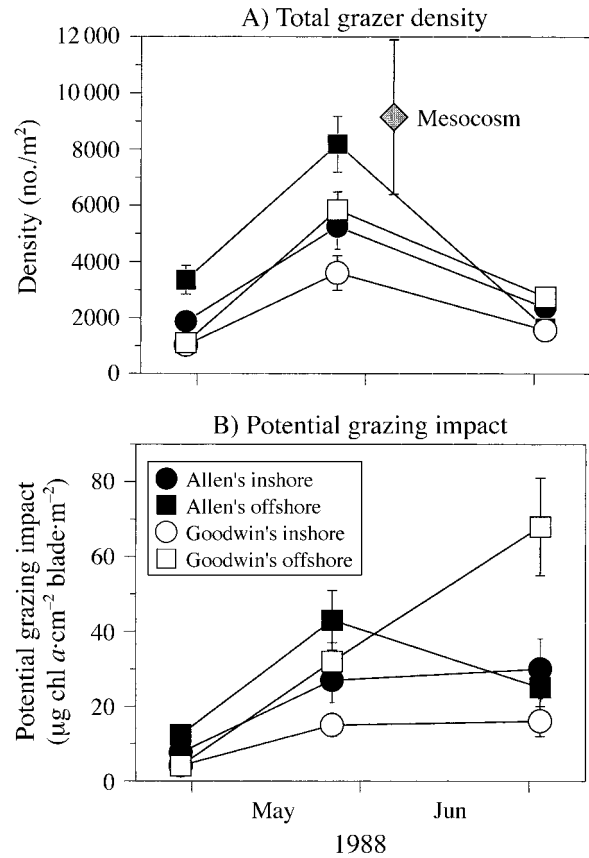 A) Total grazer density
12 000
10 000
8000
6000
4000
2000
0
Density (no./m²)
Mesocosm
B) Potential grazing impact
80
60
40
20
0
Potential grazing impact
(μg chl a·cm⁻² blade·m⁻²)
Allen's inshore
Allen's offshore
Goodwin's inshore
Goodwin's offshore
May Jun
1988